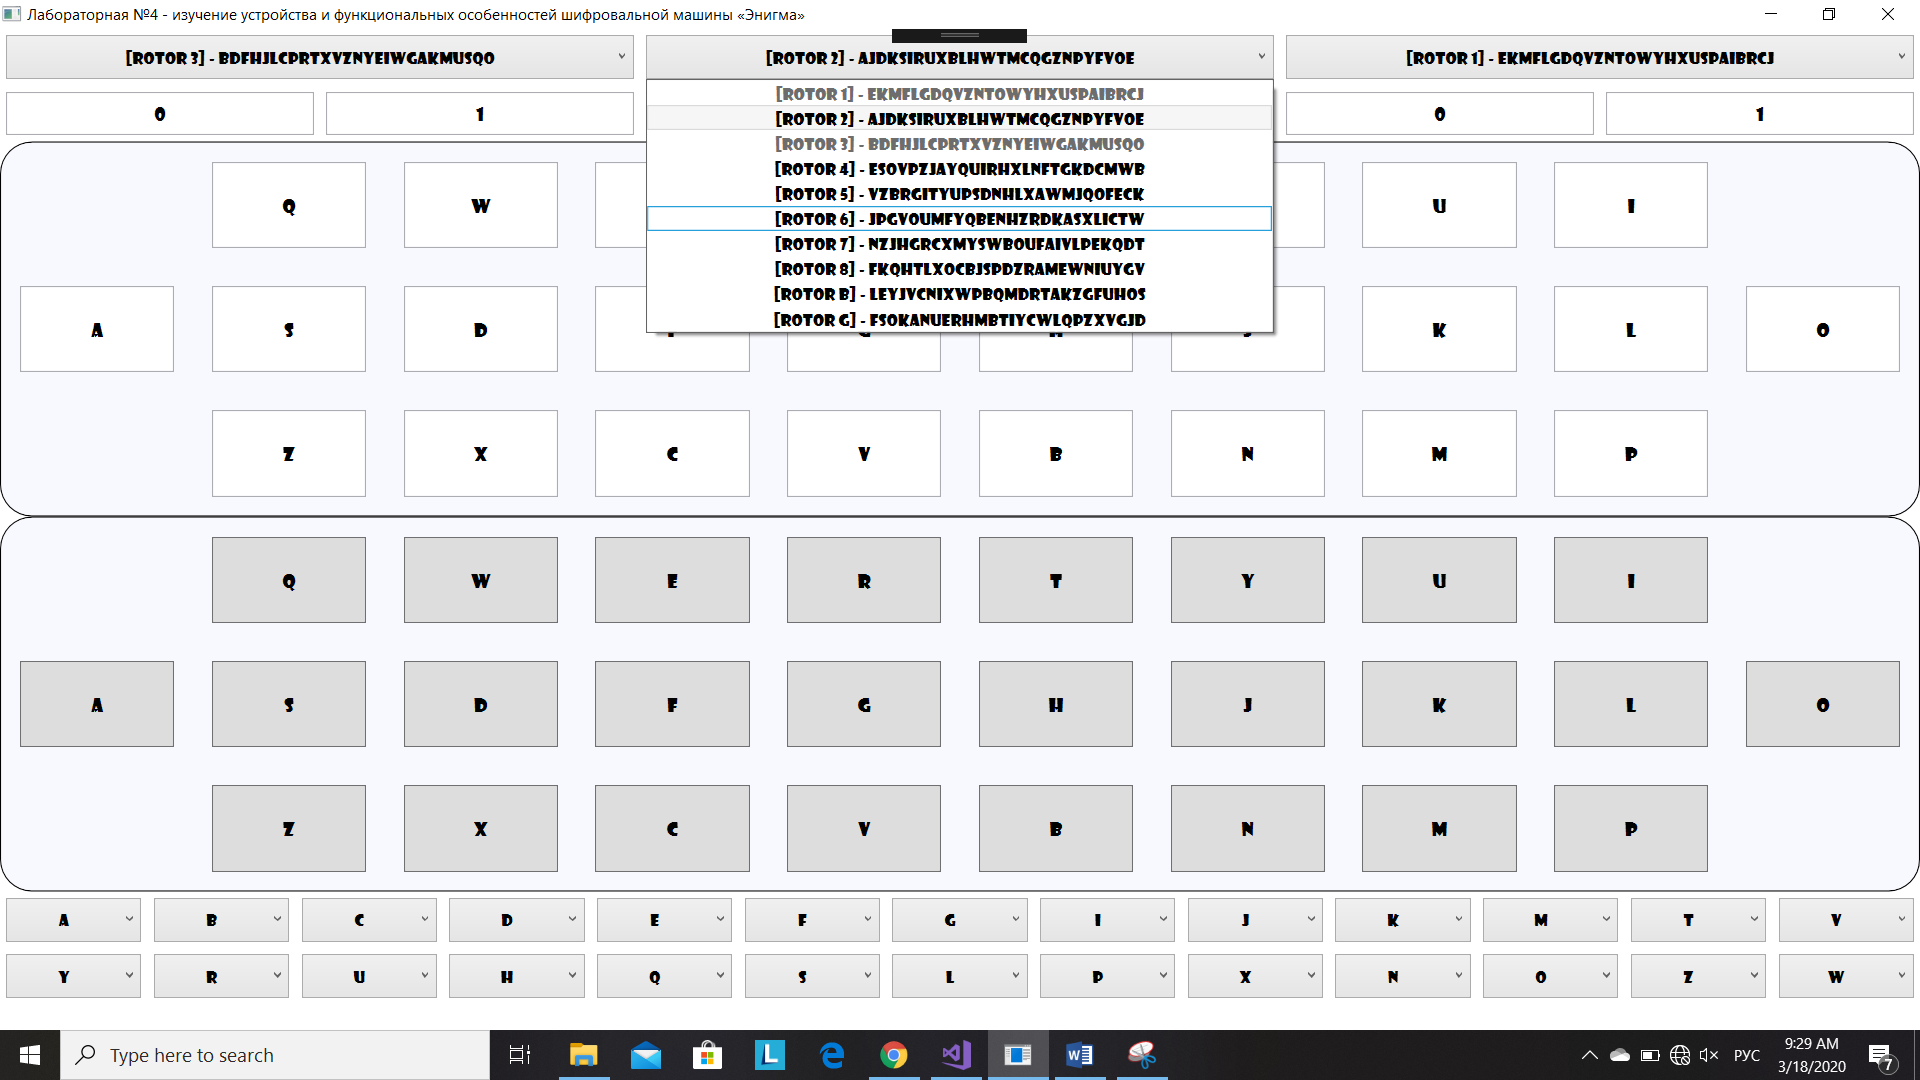 Лабораторная №4 - изучение устройства и функциональных особенностей шифровальной машины «Энигма»
[ROTOR 3] - BDFHJLCPRTXVZNYEIWGAKMUSQO [ROTOR 2] - AJDKSIRUXBLHWTMCQGZNPYFVOE [ROTOR 1] - EKMFLGDQVZNTOWYHXUSPAIBRCJ
0 1 0 1
[ROTOR 1] - EKMFLGDQVZNTOWYHXUSPAIBRCJ
[ROTOR 2] - AJDKSIRUXBLHWTMCQGZNPYFVOE
[ROTOR 3] - BDFHJLCPRTXVZNYEIWGAKMUSQO
[ROTOR 4] - ESOVPZJAYQUIRHXLNFTGKDCMWB
[ROTOR 5] - VZBRGITYUPSDNHLXAWMJQOFECK
[ROTOR 6] - JPGVOUMFYQBENHZRDKASXLICTW
[ROTOR 7] - NZJHGRCXMYSWBOUFAIVLPEKQDT
[ROTOR 8] - FKQHTLXOCBJSPDZRAMEWNIUYGV
[ROTOR B] - LEYJVCNIXWPBQMDRTAKZGFUHOS
[ROTOR G] - FSOKANUERHMBTIYCWLQPZXVGJD
Q W U I
A S D K L O
Z X C V B N M P
Q W E R T Y U I
A S D F G H J K L O
Z X C V B N M P
A B C D E F G I J K M T V
Y R U H Q S L P X N O Z W
Type here to search
РУС
9:29 AM
3/18/2020
7